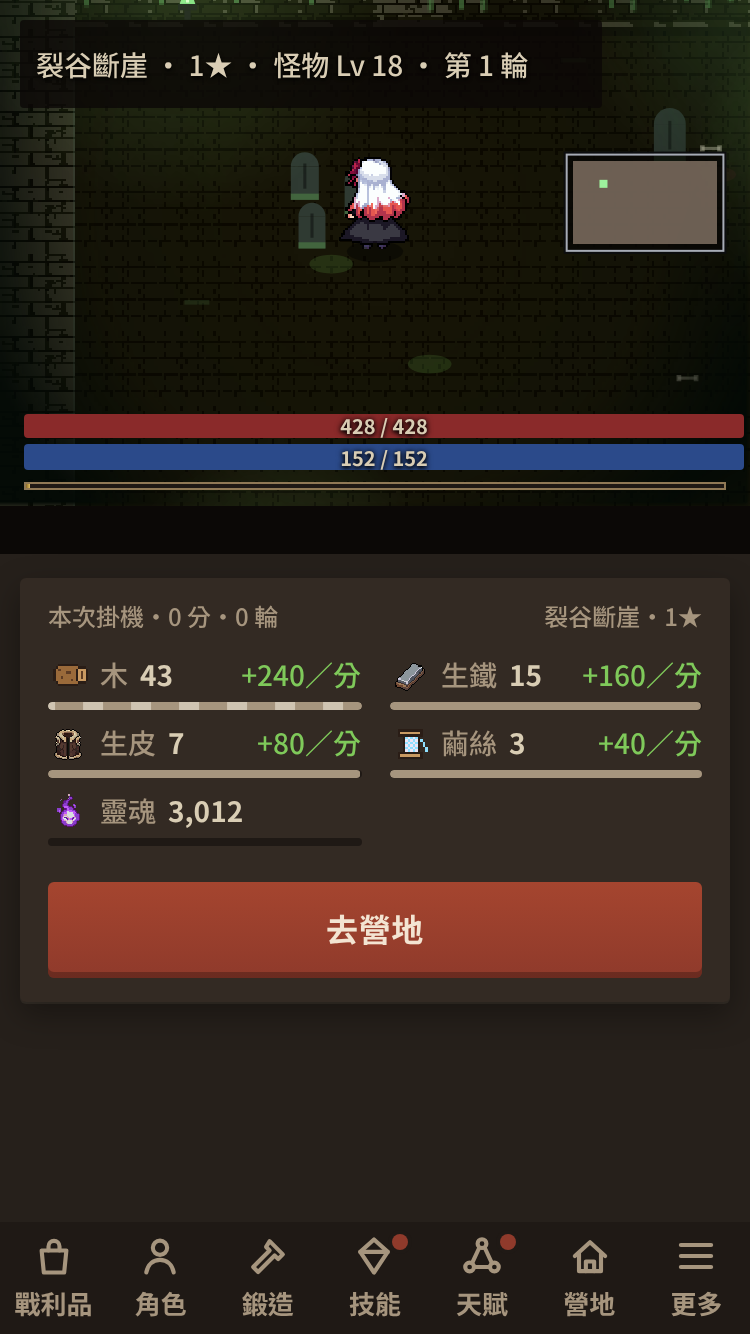 裂谷斷崖 • 1★ • 怪物 Lv 18 • 第 1 輪
428 / 428
152 / 152
本次掛機・0 分・0 輪
裂谷斷崖・1★
木 43 +240／分
生鐵 15 +160／分
生皮 7 +80／分
繭絲 3 +40／分
靈魂 3,012
去營地
戰利品 角色 鍛造 技能 天賦 營地 更多